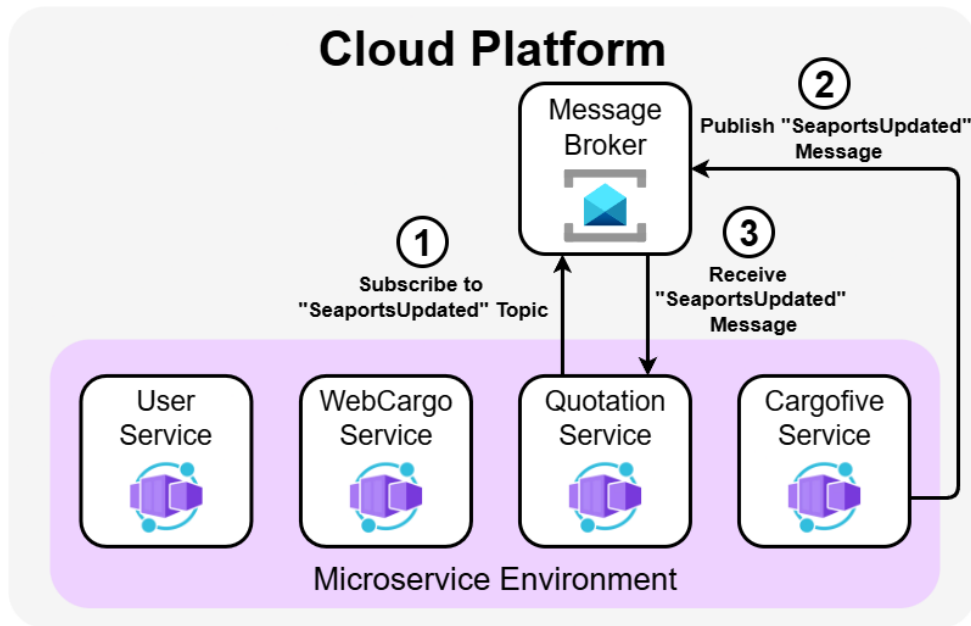 Cloud Platform
Message
Broker
2
Publish "SeaportsUpdated"
Message
1
Subscribe to
"SeaportsUpdated" Topic
3
Receive
"SeaportsUpdated"
Message
User
Service
WebCargo
Service
Quotation
Service
Cargofive
Service
Microservice Environment